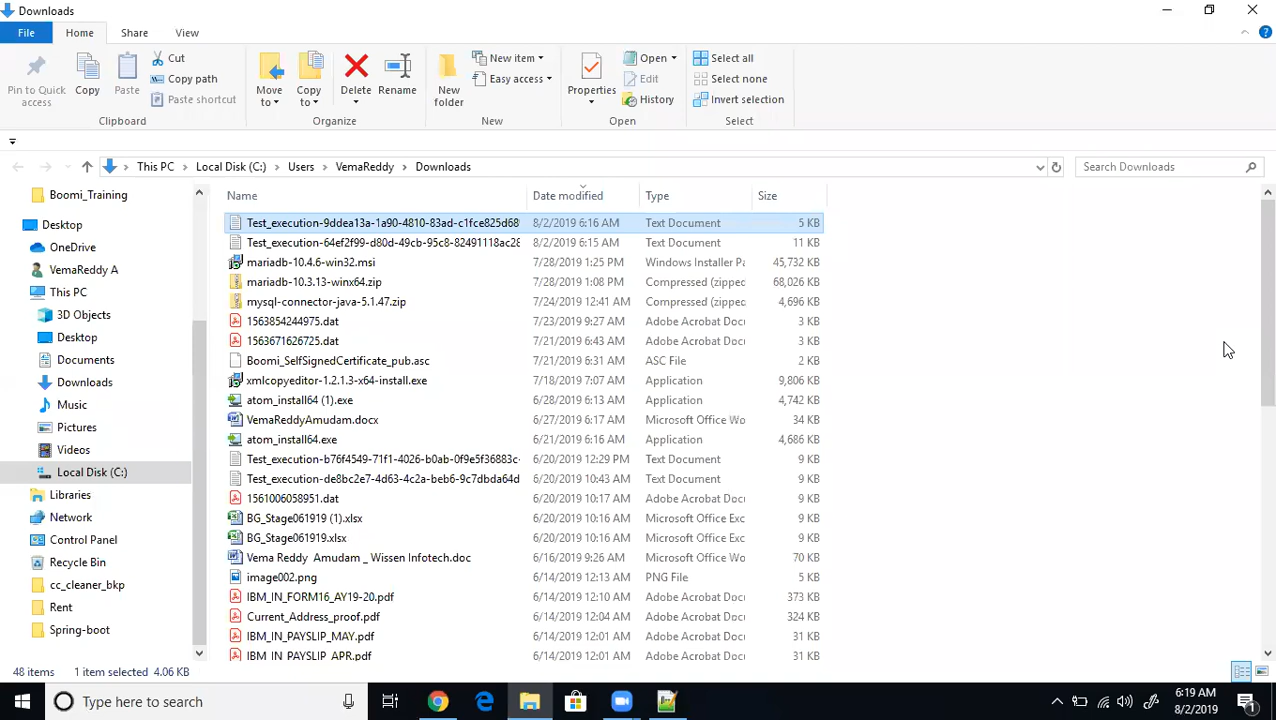 Downloads
File Home Share View
Pin to Quick access
Copy
Paste
Cut
Copy path
Paste shortcut
Clipboard
Move to
Copy to
Delete
Rename
Organize
New folder
New item
Easy access
New
Properties
Open
Edit
History
Open
Select all
Select none
Invert selection
Select
This PC > Local Disk (C:) > Users > VemaReddy > Downloads
Search Downloads
Boomi_Training
Desktop
OneDrive
VemaReddy A
This PC
3D Objects
Desktop
Documents
Downloads
Music
Pictures
Videos
Local Disk (C:)
Libraries
Network
Control Panel
Recycle Bin
cc_cleaner_bkp
Rent
Spring-boot
Name Date modified Type Size
Test_execution-9ddea13a-1a90-4810-83ad-c1fce825d68 8/2/2019 6:16 AM Text Document 5 KB
Test_execution-64ef2f99-d80d-49cb-95c8-82491118ac28 8/2/2019 6:15 AM Text Document 11 KB
mariadb-10.4.6-win32.msi 7/28/2019 1:25 PM Windows Installer Pa 45,732 KB
mariadb-10.3.13-winx64.zip 7/28/2019 1:08 PM Compressed (zipped 68,026 KB
mysql-connector-java-5.1.47.zip 7/24/2019 12:41 AM Compressed (zipped 4,696 KB
1563854244975.dat 7/23/2019 9:27 AM Adobe Acrobat Docu 3 KB
1563671626725.dat 7/21/2019 6:43 AM Adobe Acrobat Docu 3 KB
Boomi_SelfSignedCertificate_pub.asc 7/21/2019 6:31 AM ASC File 2 KB
xmlcopyeditor-1.2.1.3-x64-install.exe 7/18/2019 7:07 AM Application 9,806 KB
atom_install64 (1).exe 6/28/2019 6:13 AM Application 4,742 KB
VemaReddyAmudam.docx 6/27/2019 6:17 AM Microsoft Office Wo 34 KB
atom_install64.exe 6/21/2019 6:16 AM Application 4,686 KB
Test_execution-b76f4549-71f1-4026-b0ab-0f9e5f36883c- 6/20/2019 12:29 PM Text Document 9 KB
Test_execution-de8bc2e7-4d63-4c2a-beb6-9c7dbda64d 6/20/2019 10:43 AM Text Document 9 KB
1561006058951.dat 6/20/2019 10:17 AM Adobe Acrobat Docu 9 KB
BG_Stage061919 (1).xlsx 6/20/2019 10:16 AM Microsoft Office Exc 9 KB
BG_Stage061919.xlsx 6/20/2019 10:16 AM Microsoft Office Exc 9 KB
Vema Reddy Amudam _ Wissen Infotech.doc 6/16/2019 9:26 AM Microsoft Office Wo 70 KB
image002.png 6/14/2019 12:13 AM PNG File 5 KB
IBM_IN_FORM16_AY19-20.pdf 6/14/2019 12:10 AM Adobe Acrobat Docu 373 KB
Current_Address_proof.pdf 6/14/2019 12:04 AM Adobe Acrobat Docu 324 KB
IBM_IN_PAYSLIP_MAY.pdf 6/14/2019 12:01 AM Adobe Acrobat Docu 31 KB
IBM_IN_PAYSLIP_APR.pdf 6/14/2019 12:01 AM Adobe Acrobat Docu 31 KB
48 items 1 item selected 4.06 KB
Type here to search
6:19 AM
8/2/2019
1